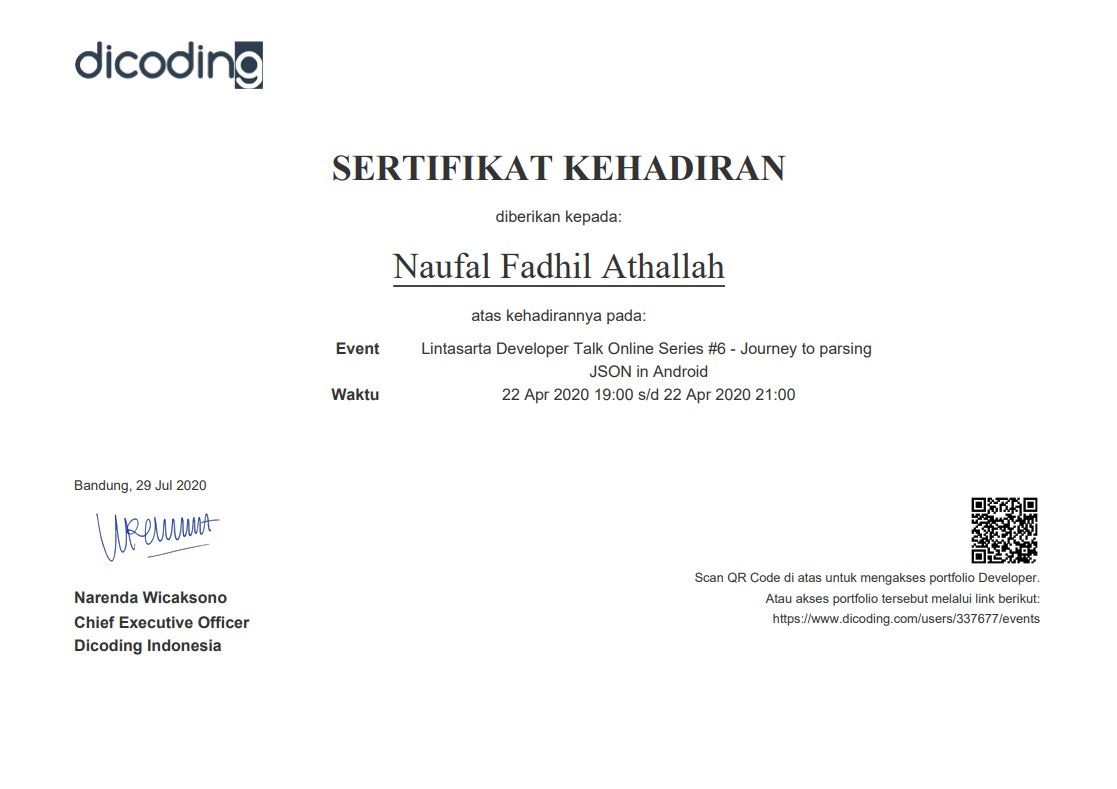 dicoding
SERTIFIKAT KEHADIRAN
diberikan kepada:
Naufal Fadhil Athallah
atas kehadirannya pada:
Event Lintasarta Developer Talk Online Series #6 - Journey to parsing
JSON in Android
Waktu 22 Apr 2020 19:00 s/d 22 Apr 2020 21:00
Bandung, 29 Jul 2020
Narenda Wicaksono
Chief Executive Officer
Dicoding Indonesia
Scan QR Code di atas untuk mengakses portfolio Developer.
Atau akses portfolio tersebut melalui link berikut:
https://www.dicoding.com/users/337677/events